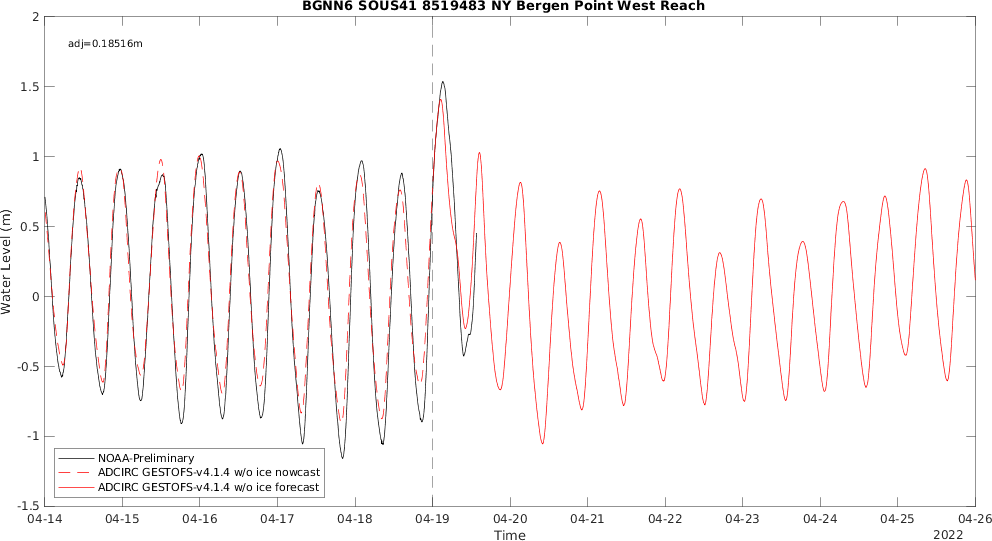 BGNN6 SOUS41 8519483 NY Bergen Point West Reach
adj=0.18516m
2
1.5
1
0.5
0
-0.5
-1
-1.5
Water Level (m)
NOAA-Preliminary
ADCIRC GESTOFS-v4.1.4 w/o ice nowcast
ADCIRC GESTOFS-v4.1.4 w/o ice forecast
04-14 04-15 04-16 04-17 04-18 04-19 04-20 04-21 04-22 04-23 04-24 04-25 04-26
Time
2022